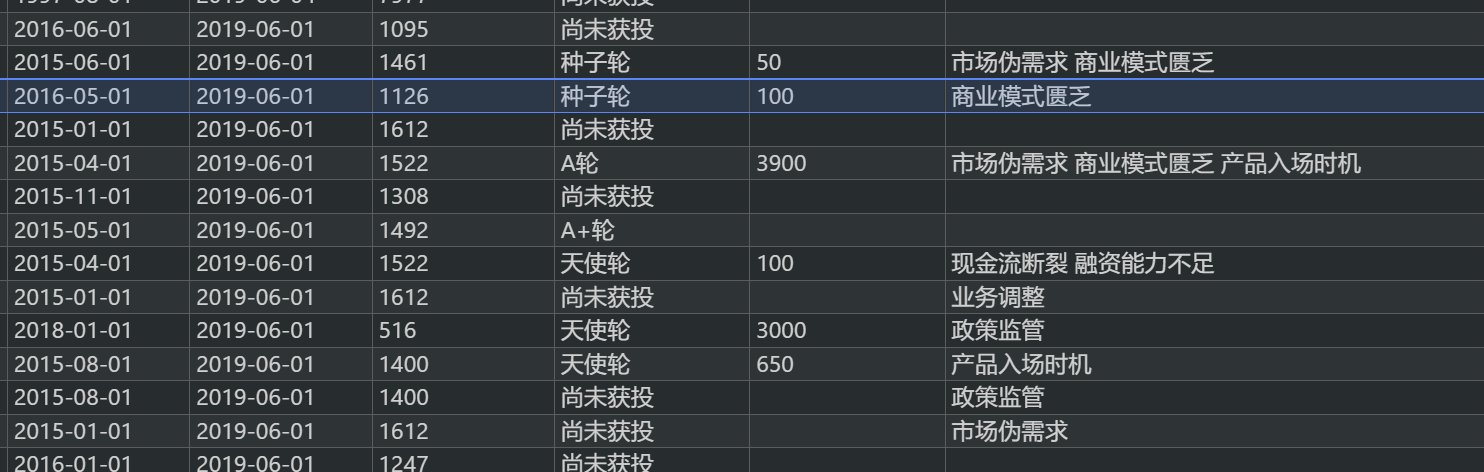 2016-06-01 2019-06-01 1095 尚未获投
2015-06-01 2019-06-01 1461 种子轮 50 市场伪需求 商业模式匮乏
2016-05-01 2019-06-01 1126 种子轮 100 商业模式匮乏
2015-01-01 2019-06-01 1612 尚未获投
2015-04-01 2019-06-01 1522 A轮 3900 市场伪需求 商业模式匮乏 产品入场时机
2015-11-01 2019-06-01 1308 尚未获投
2015-05-01 2019-06-01 1492 A+轮
2015-04-01 2019-06-01 1522 天使轮 100 现金流断裂 融资能力不足
2015-01-01 2019-06-01 1612 尚未获投 业务调整
2018-01-01 2019-06-01 516 天使轮 3000 政策监管
2015-08-01 2019-06-01 1400 天使轮 650 产品入场时机
2015-08-01 2019-06-01 1400 尚未获投 政策监管
2015-01-01 2019-06-01 1612 尚未获投 市场伪需求
2016-01-01 2019-06-01 1247 尚未获投